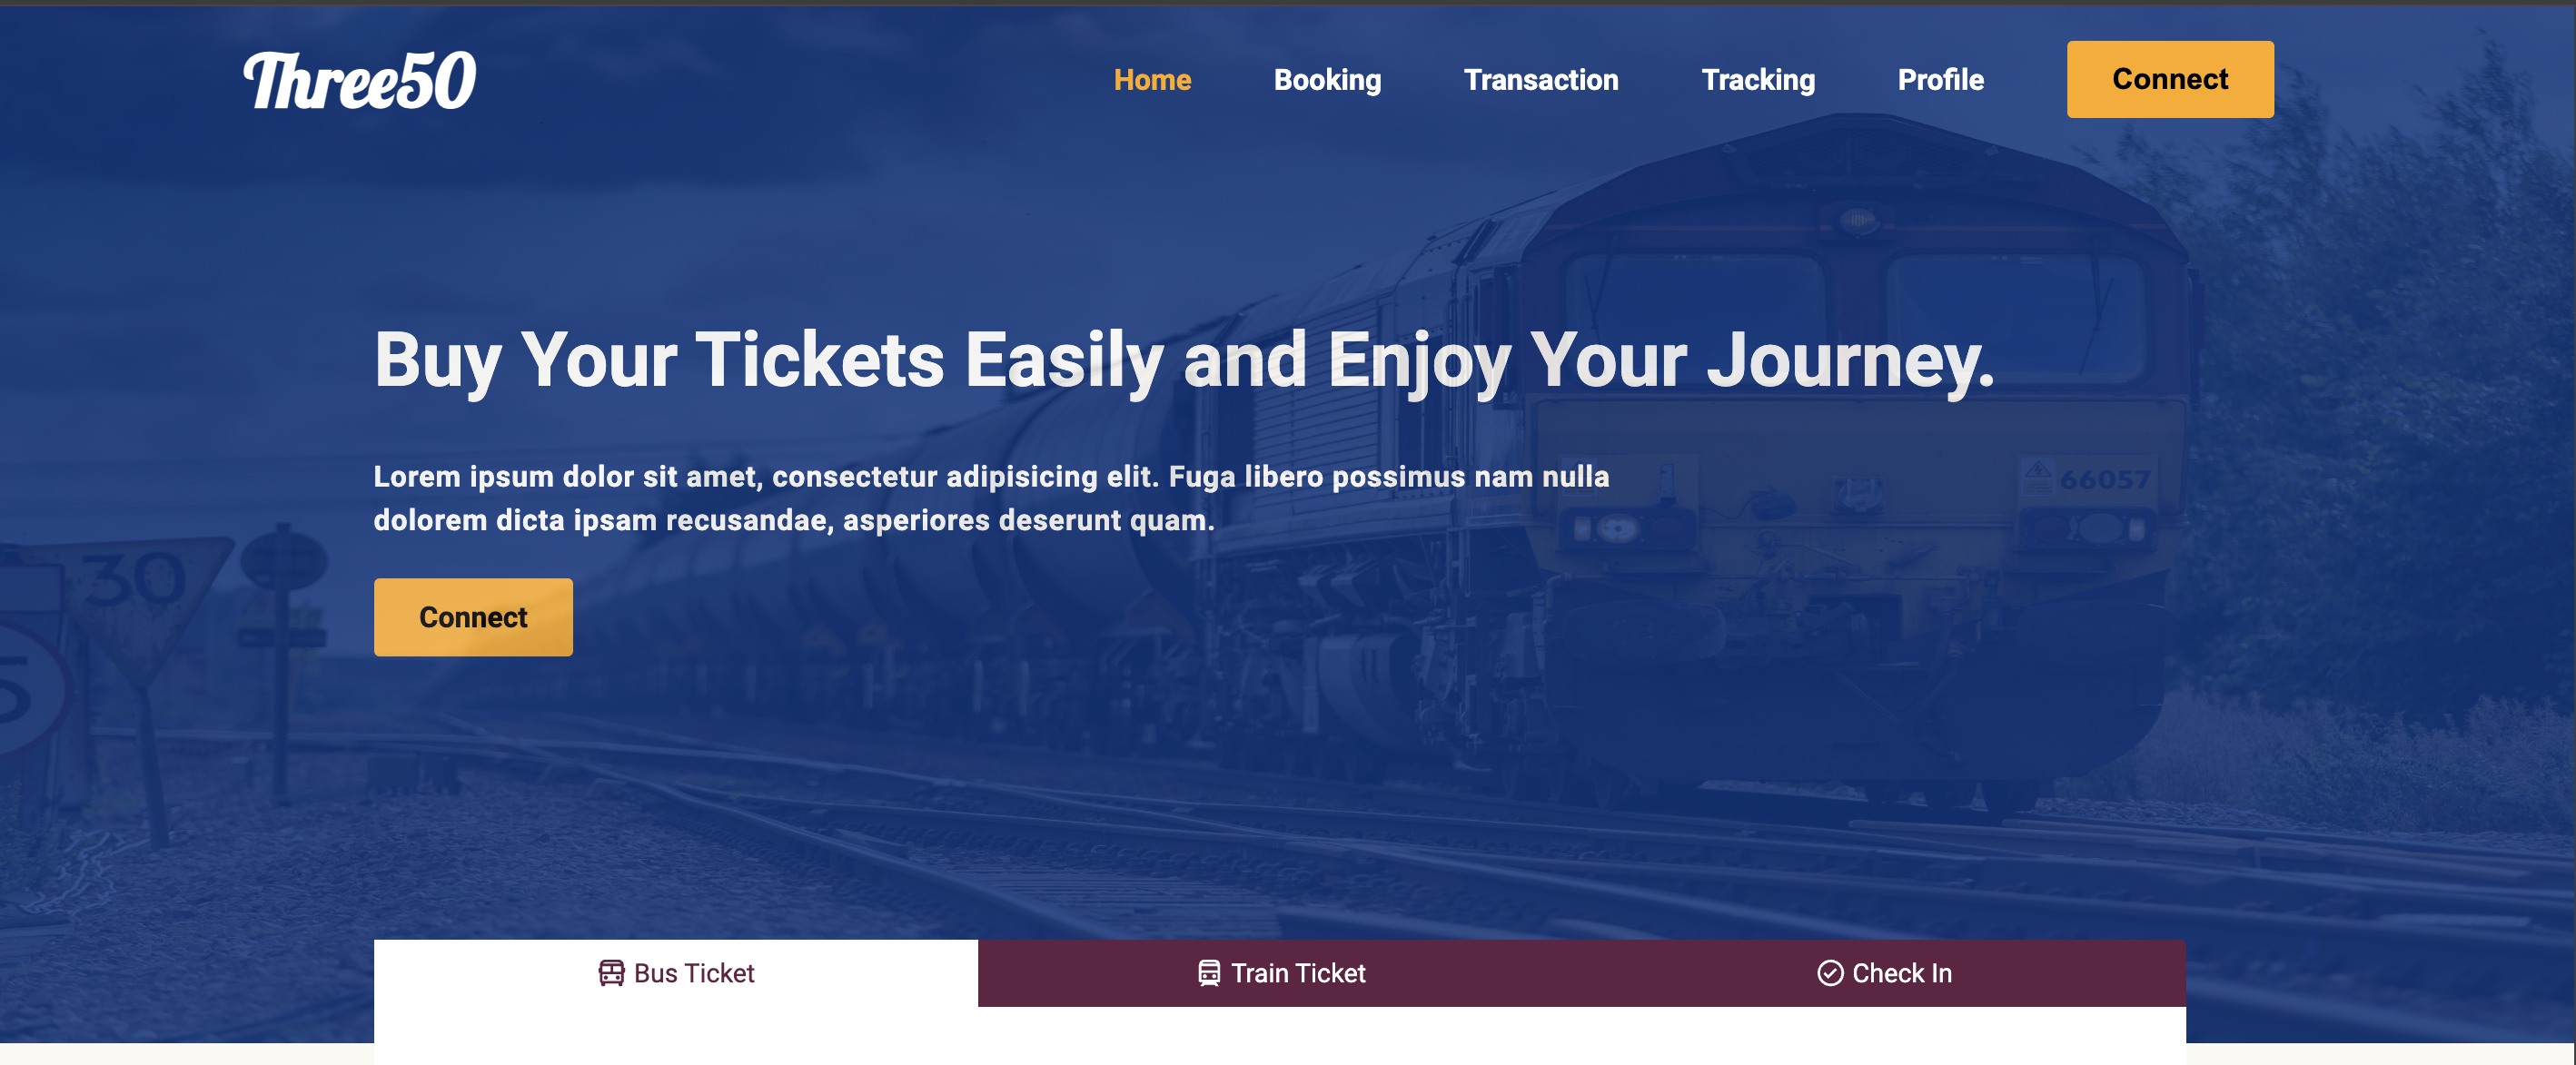 Three50
Home Booking Transaction Tracking Profile Connect
Buy Your Tickets Easily and Enjoy Your Journey.
Lorem ipsum dolor sit amet, consectetur adipisicing elit. Fuga libero possimus nam nulla
dolorem dicta ipsam recusandae, asperiores deserunt quam.
66057
30
5
Connect
Bus Ticket Train Ticket Check In